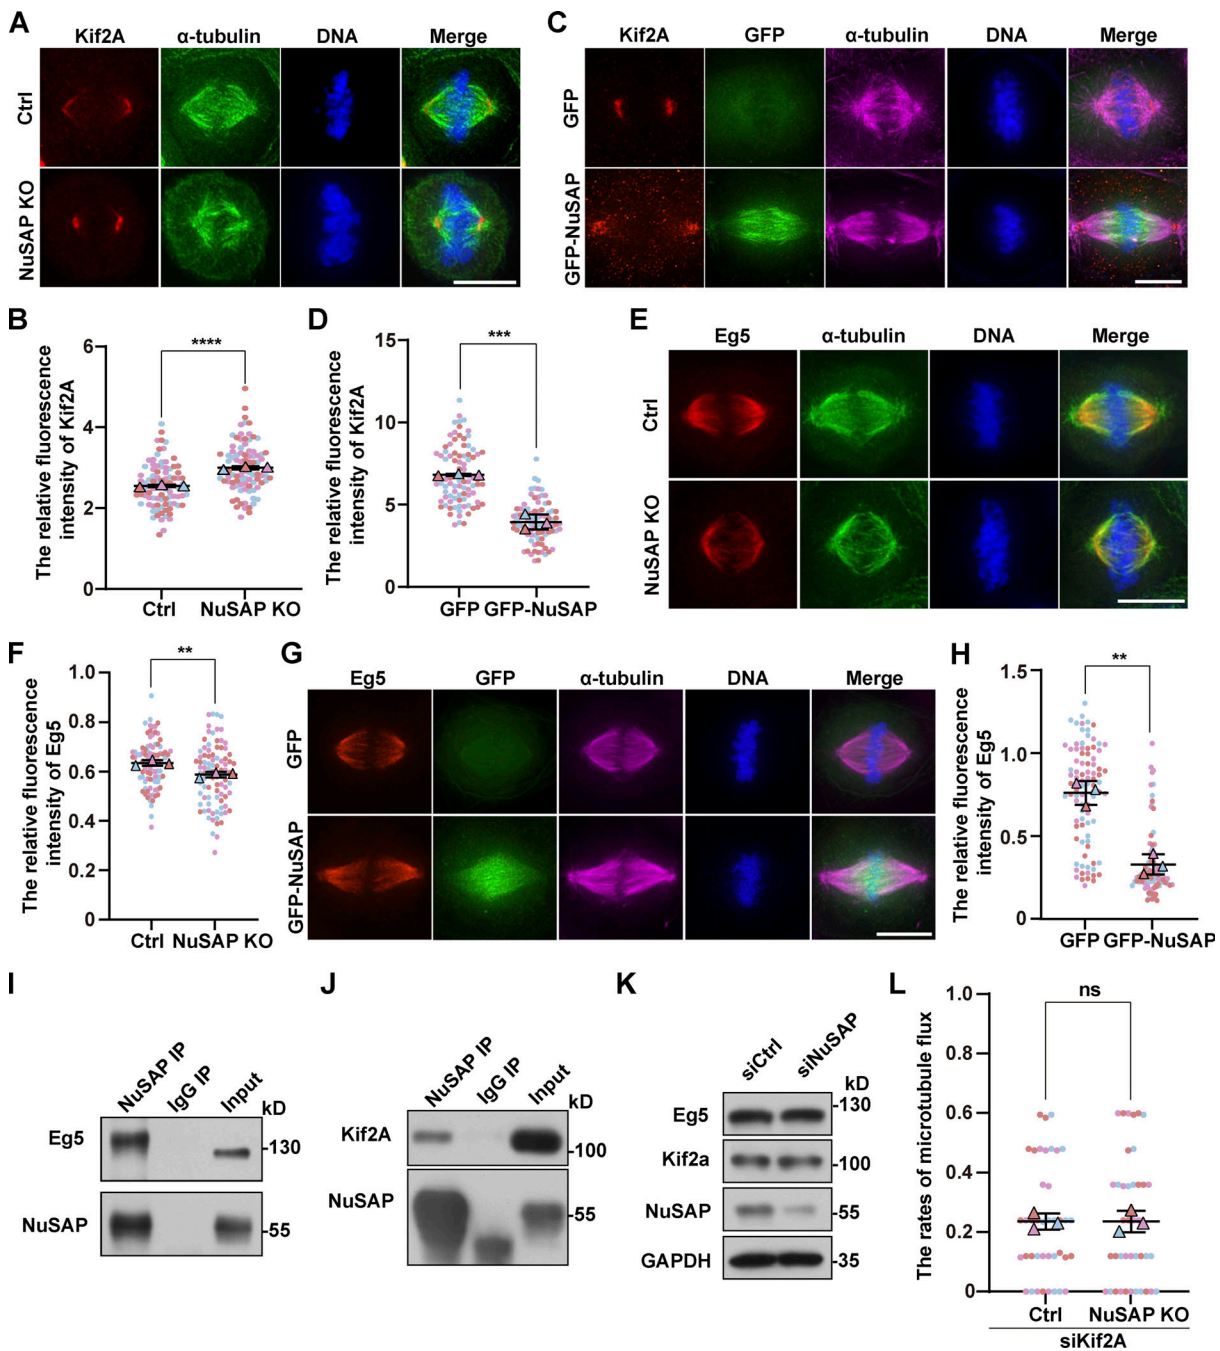 A
Kif2A α-tubulin DNA Merge
Ctrl
NuSAP KO
C
Kif2A GFP α-tubulin DNA Merge
GFP
GFP-NuSAP
B
The relative fluorescence
intensity of Kif2A
6
4
2
0
****
Ctrl NuSAP KO
D
The relative fluorescence
intensity of Kif2A
15
10
5
0
***
GFP GFP-NuSAP
E
Eg5 α-tubulin DNA Merge
Ctrl
NuSAP KO
F
The relative fluorescence
intensity of Eg5
1.0
0.8
0.6
0.4
0.2
0
**
Ctrl NuSAP KO
G
Eg5 GFP α-tubulin DNA Merge
GFP
GFP-NuSAP
H
The relative fluorescence
intensity of Eg5
1.5
1.0
0.5
0
**
GFP GFP-NuSAP
I
NuSAP IP IgG IP Input
kD
Eg5 -130
NuSAP -55
J
NuSAP IP IgG IP Input
kD
Kif2A -100
NuSAP -55
K
siCtrl siNuSAP
kD
Eg5 -130
Kif2a -100
NuSAP -55
GAPDH -35
L
The rates of microtubule flux
1.0
0.8
0.6
0.4
0.2
0
ns
Ctrl NuSAP KO
siKif2A